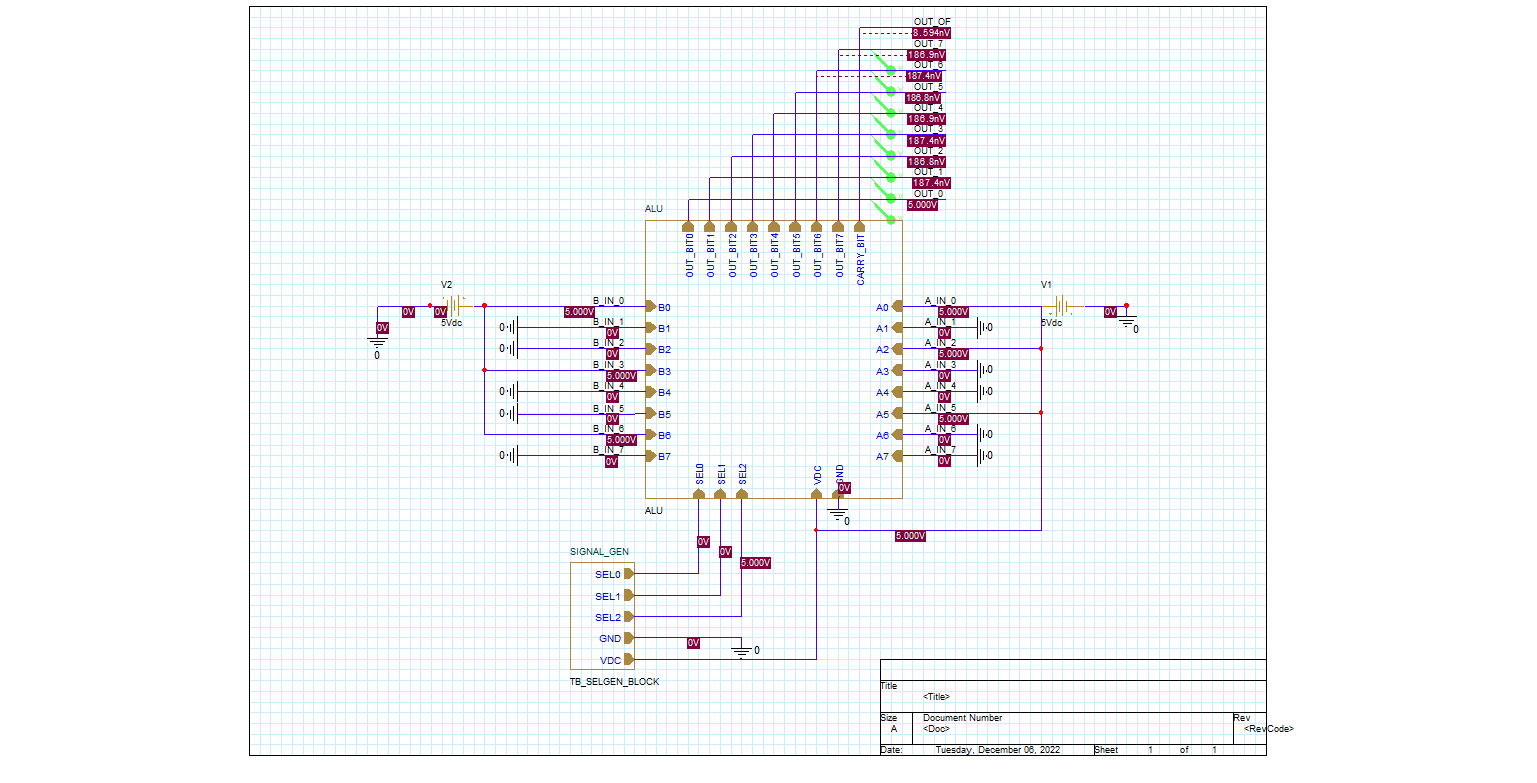 OUT_OF
8.594nV
OUT_7
186.9nV
OUT_6
187.4nV
OUT_5
186.8nV
OUT_4
186.9nV
OUT_3
187.4nV
OUT_2
186.8nV
OUT_1
187.4nV
OUT_0
5.000V
ALU
OUT_BIT0
OUT_BIT1
OUT_BIT2
OUT_BIT3
OUT_BIT4
OUT_BIT5
OUT_BIT6
OUT_BIT7
CARRY_BIT
V2
0V
0V
5Vdc
0V
0
B_IN_0
5.000V
B0
0
B_IN_1
0V
B1
0
B_IN_2
0V
B2
B_IN_3
5.000V
B3
0
B_IN_4
0V
B4
0
B_IN_5
0V
B5
B_IN_6
5.000V
B6
0
B_IN_7
0V
B7
V1
5Vdc
0V
0
A0
A_IN_0
5.000V
A1
A_IN_1
0V
0
A2
A_IN_2
5.000V
A3
A_IN_3
0V
0
A4
A_IN_4
0V
0
A5
A_IN_5
5.000V
A6
A_IN_6
0V
0
A7
A_IN_7
0V
0
SEL0
SEL1
SEL2
VDC
GND
0V
0
ALU
5.000V
0V
0V
5.000V
SIGNAL_GEN
SEL0
SEL1
SEL2
GND
0V
0
VDC
TB_SELGEN_BLOCK
Title
<Title>
Size
Document Number
Rev
A
<Doc>
<RevCode>
Date:
Tuesday, December 06, 2022
Sheet
1
of
1